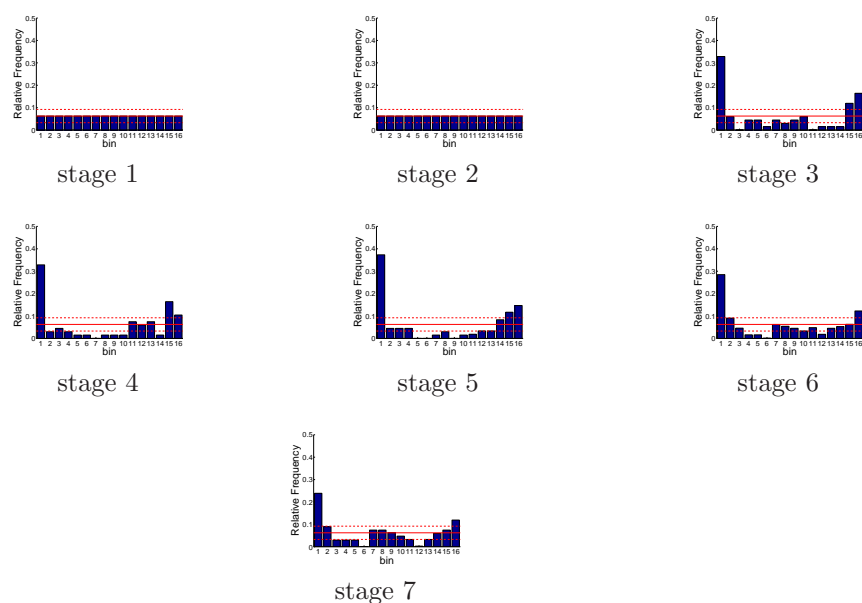 0.5 0.5 0.5
0.4 0.4 0.4
0.3 0.3 0.3
0.2 0.2 0.2
0.1 0.1 0.1
0 0 0
Relative Frequency Relative Frequency Relative Frequency
1 2 3 4 5 6 7 8 9 10 11 12 13 14 15 16 1 2 3 4 5 6 7 8 9 10 11 12 13 14 15 16 1 2 3 4 5 6 7 8 9 10 11 12 13 14 15 16
bin bin bin
stage 1 stage 2 stage 3
0.5 0.5 0.5
0.4 0.4 0.4
0.3 0.3 0.3
0.2 0.2 0.2
0.1 0.1 0.1
0 0 0
Relative Frequency Relative Frequency Relative Frequency
1 2 3 4 5 6 7 8 9 10 11 12 13 14 15 16 1 2 3 4 5 6 7 8 9 10 11 12 13 14 15 16 1 2 3 4 5 6 7 8 9 10 11 12 13 14 15 16
bin bin bin
stage 4 stage 5 stage 6
0.5
0.4
0.3
0.2
0.1
0
Relative Frequency
1 2 3 4 5 6 7 8 9 10 11 12 13 14 15 16
bin
stage 7